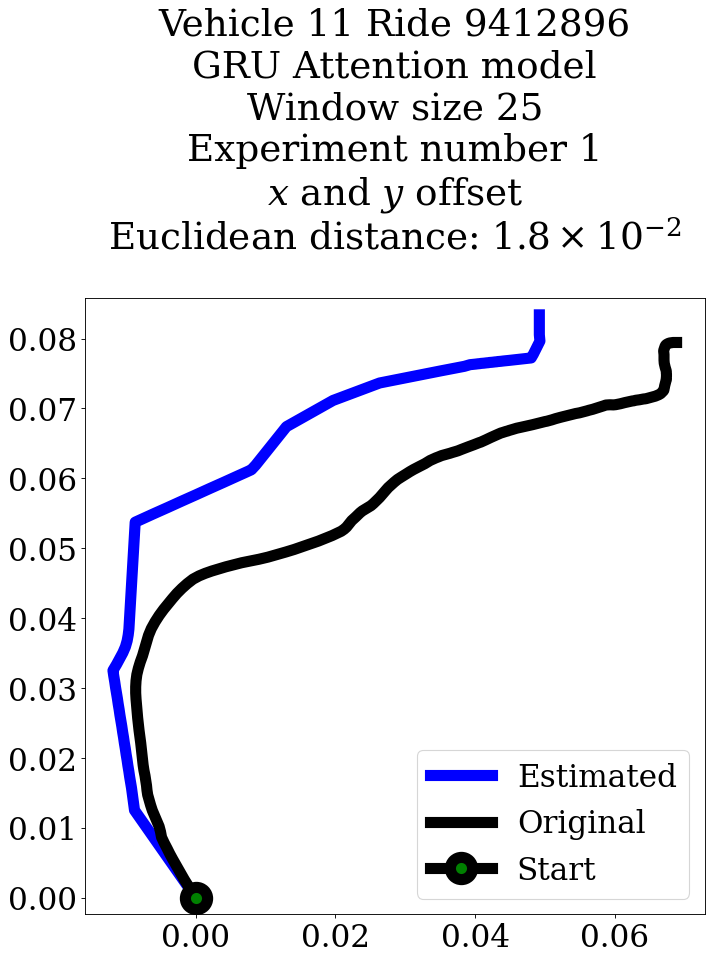 Vehicle 11 Ride 9412896
GRU Attention model
Window size 25
Experiment number 1
x and y offset
Euclidean distance: 1.8 × 10⁻²
0.08
0.07
0.06
0.05
0.04
0.03
0.02
0.01
0.00
Estimated
Original
Start
0.00 0.02 0.04 0.06